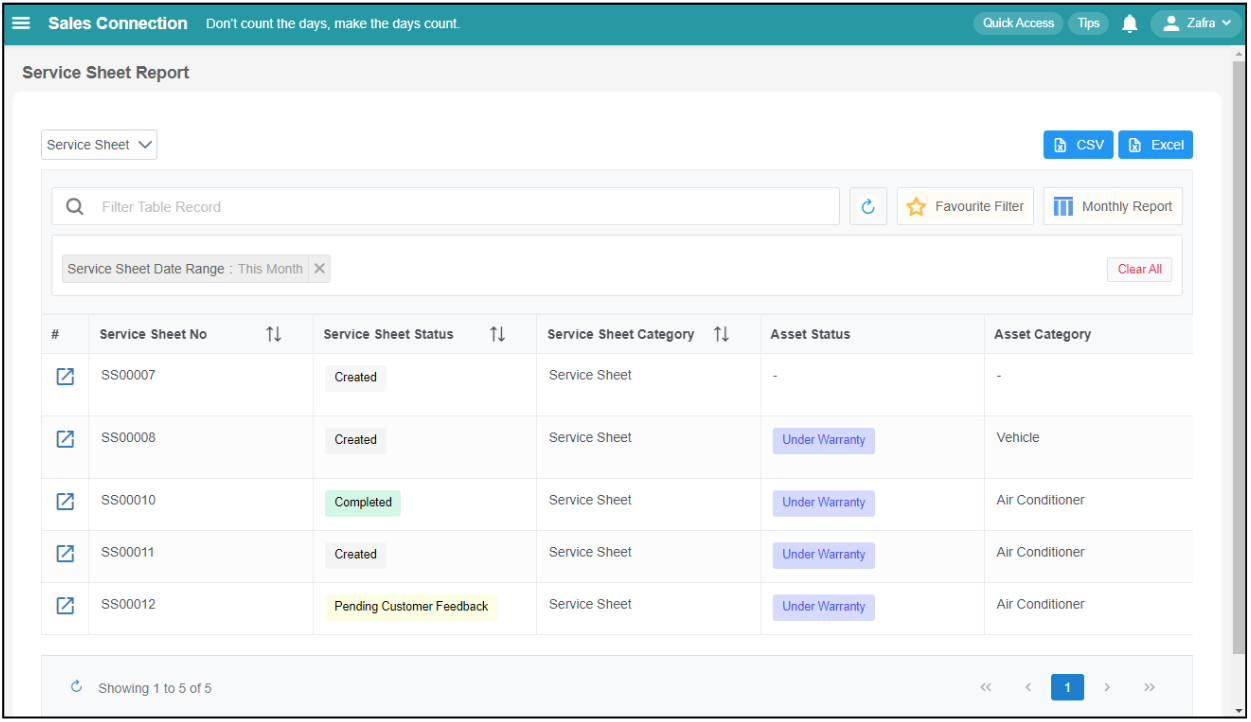 Sales Connection Don't count the days, make the days count. Quick Access Tips Zafra
Service Sheet Report
Service Sheet CSV Excel
Filter Table Record Favourite Filter Monthly Report
Service Sheet Date Range : This Month Clear All
# Service Sheet No Service Sheet Status Service Sheet Category Asset Status Asset Category
SS00007 Created Service Sheet - -
SS00008 Created Service Sheet Under Warranty Vehicle
SS00010 Completed Service Sheet Under Warranty Air Conditioner
SS00011 Created Service Sheet Under Warranty Air Conditioner
SS00012 Pending Customer Feedback Service Sheet Under Warranty Air Conditioner
Showing 1 to 5 of 5 << < 1 > >>